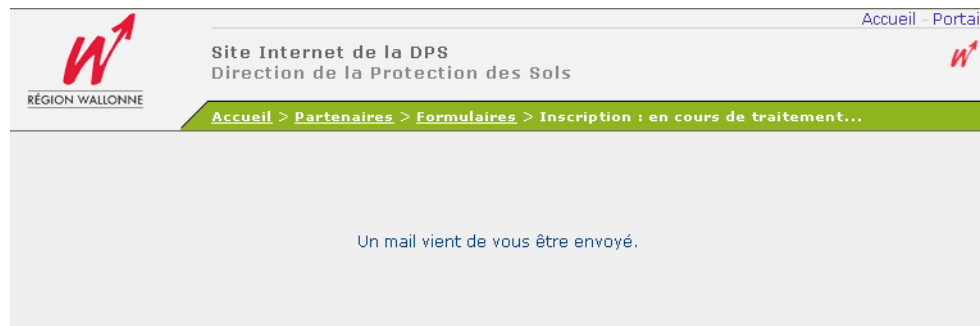 Accueil - Portai
Site Internet de la DPS
Direction de la Protection des Sols
RÉGION WALLONNE
Accueil > Partenaires > Formulaires > Inscription : en cours de traitement...
Un mail vient de vous être envoyé.